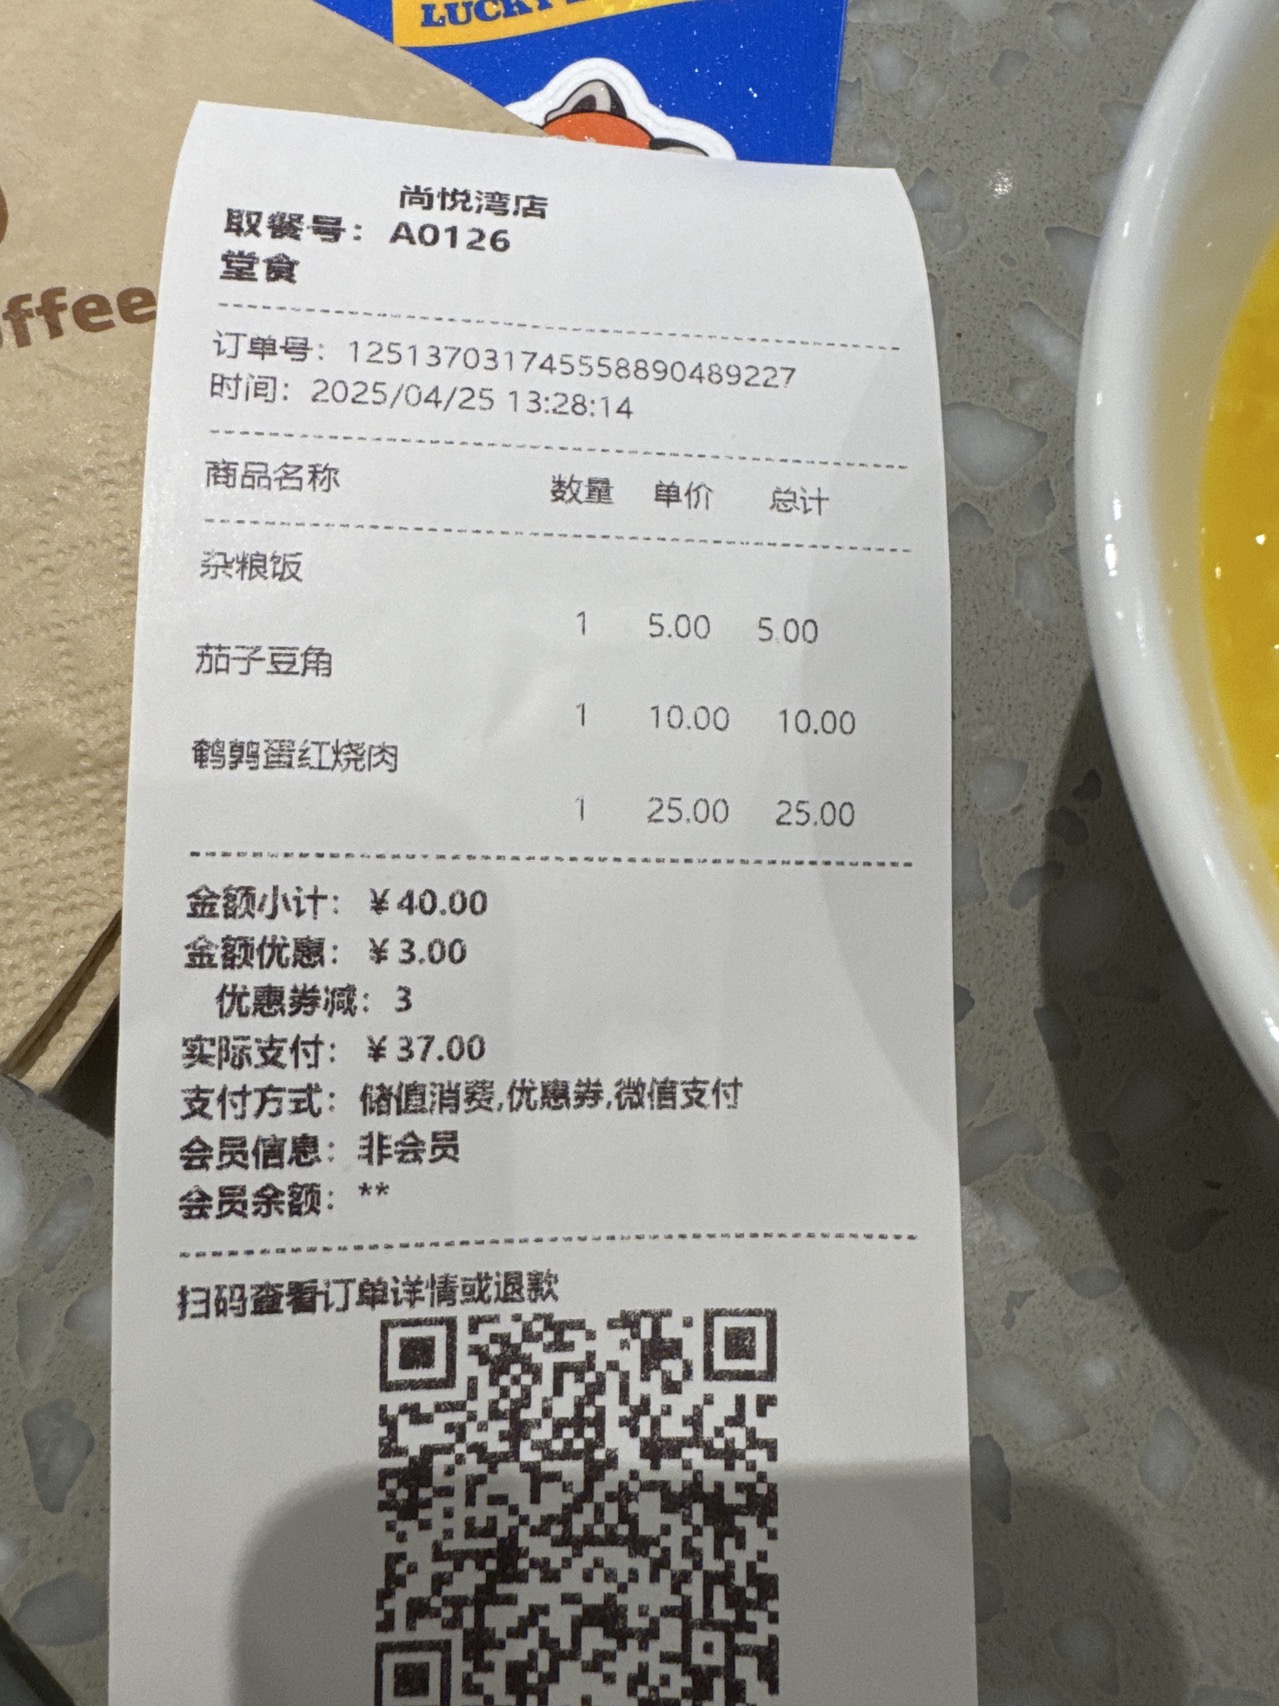 LUCKY
ffee
尚悦湾店
取餐号：A0126
堂食
订单号：1251370317455588904​89227
时间：2025/04/25 13:28:14
商品名称 数量 单价 总计
杂粮饭
1 5.00 5.00
茄子豆角
1 10.00 10.00
鹌鹑蛋红烧肉
1 25.00 25.00
金额小计：￥40.00
金额优惠：￥3.00
优惠券减：3
实际支付：￥37.00
支付方式：储值消费,优惠券,微信支付
会员信息：非会员
会员余额：**
扫码查看订单详情或退款